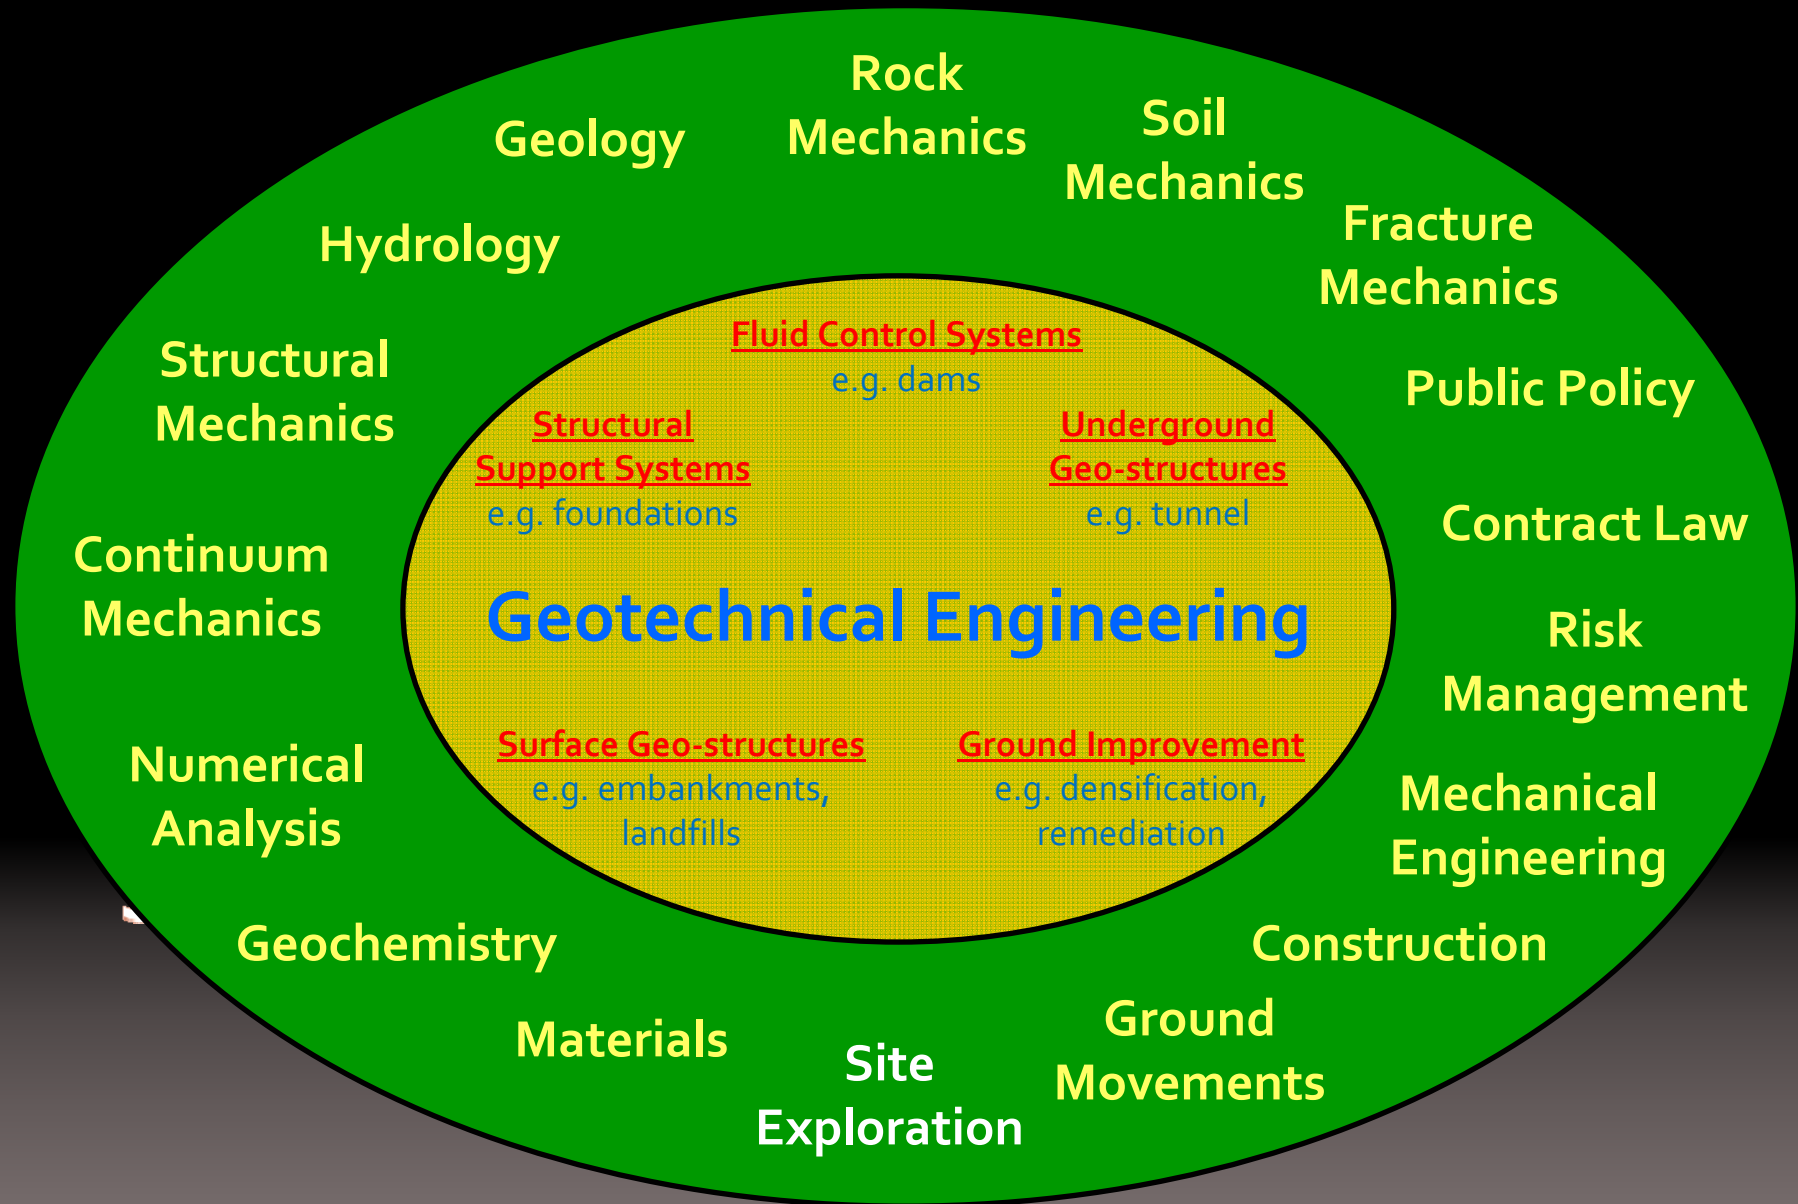 Rock
Mechanics
Soil
Mechanics
Geology
Fracture
Mechanics
Hydrology
Structural
Mechanics
Public Policy
Continuum
Mechanics
Contract Law
Risk
Management
Numerical
Analysis
Mechanical
Engineering
Geochemistry
Construction
Materials
Site
Exploration
Ground
Movements
Fluid Control Systems
e.g. dams
Structural
Support Systems
e.g. foundations
Underground
Geo-structures
e.g. tunnel
Geotechnical Engineering
Surface Geo-structures
e.g. embankments,
landfills
Ground Improvement
e.g. densification,
remediation